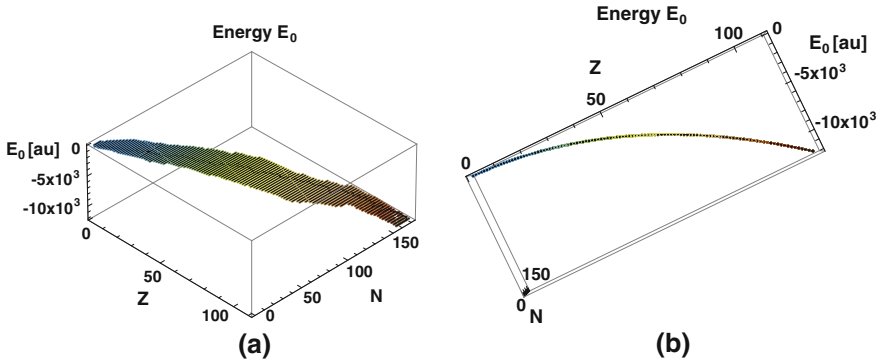 Energy E₀
E₀ [au]
0
-5x10³
-10x10³
0
50
100
Z
0
50
100
150
N
(a)
Energy E₀
0
50
100
Z
0
E₀ [au]
-5x10³
-10x10³
150
0
N
(b)